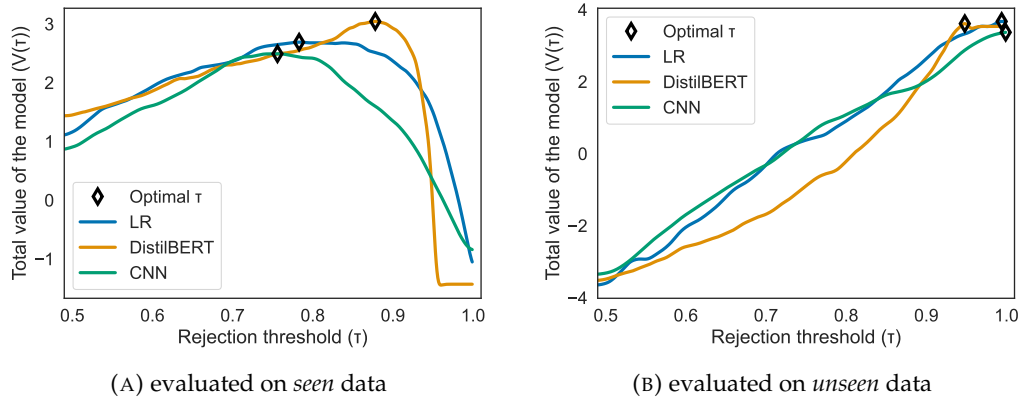 Total value of the model (V(τ))
3
2
1
0
−1
Optimal τ
LR
DistilBERT
CNN
0.5 0.6 0.7 0.8 0.9 1.0
Rejection threshold (τ)
(A) evaluated on seen data
Total value of the model (V(τ))
4
2
0
−2
−4
Optimal τ
LR
DistilBERT
CNN
0.5 0.6 0.7 0.8 0.9 1.0
Rejection threshold (τ)
(B) evaluated on unseen data